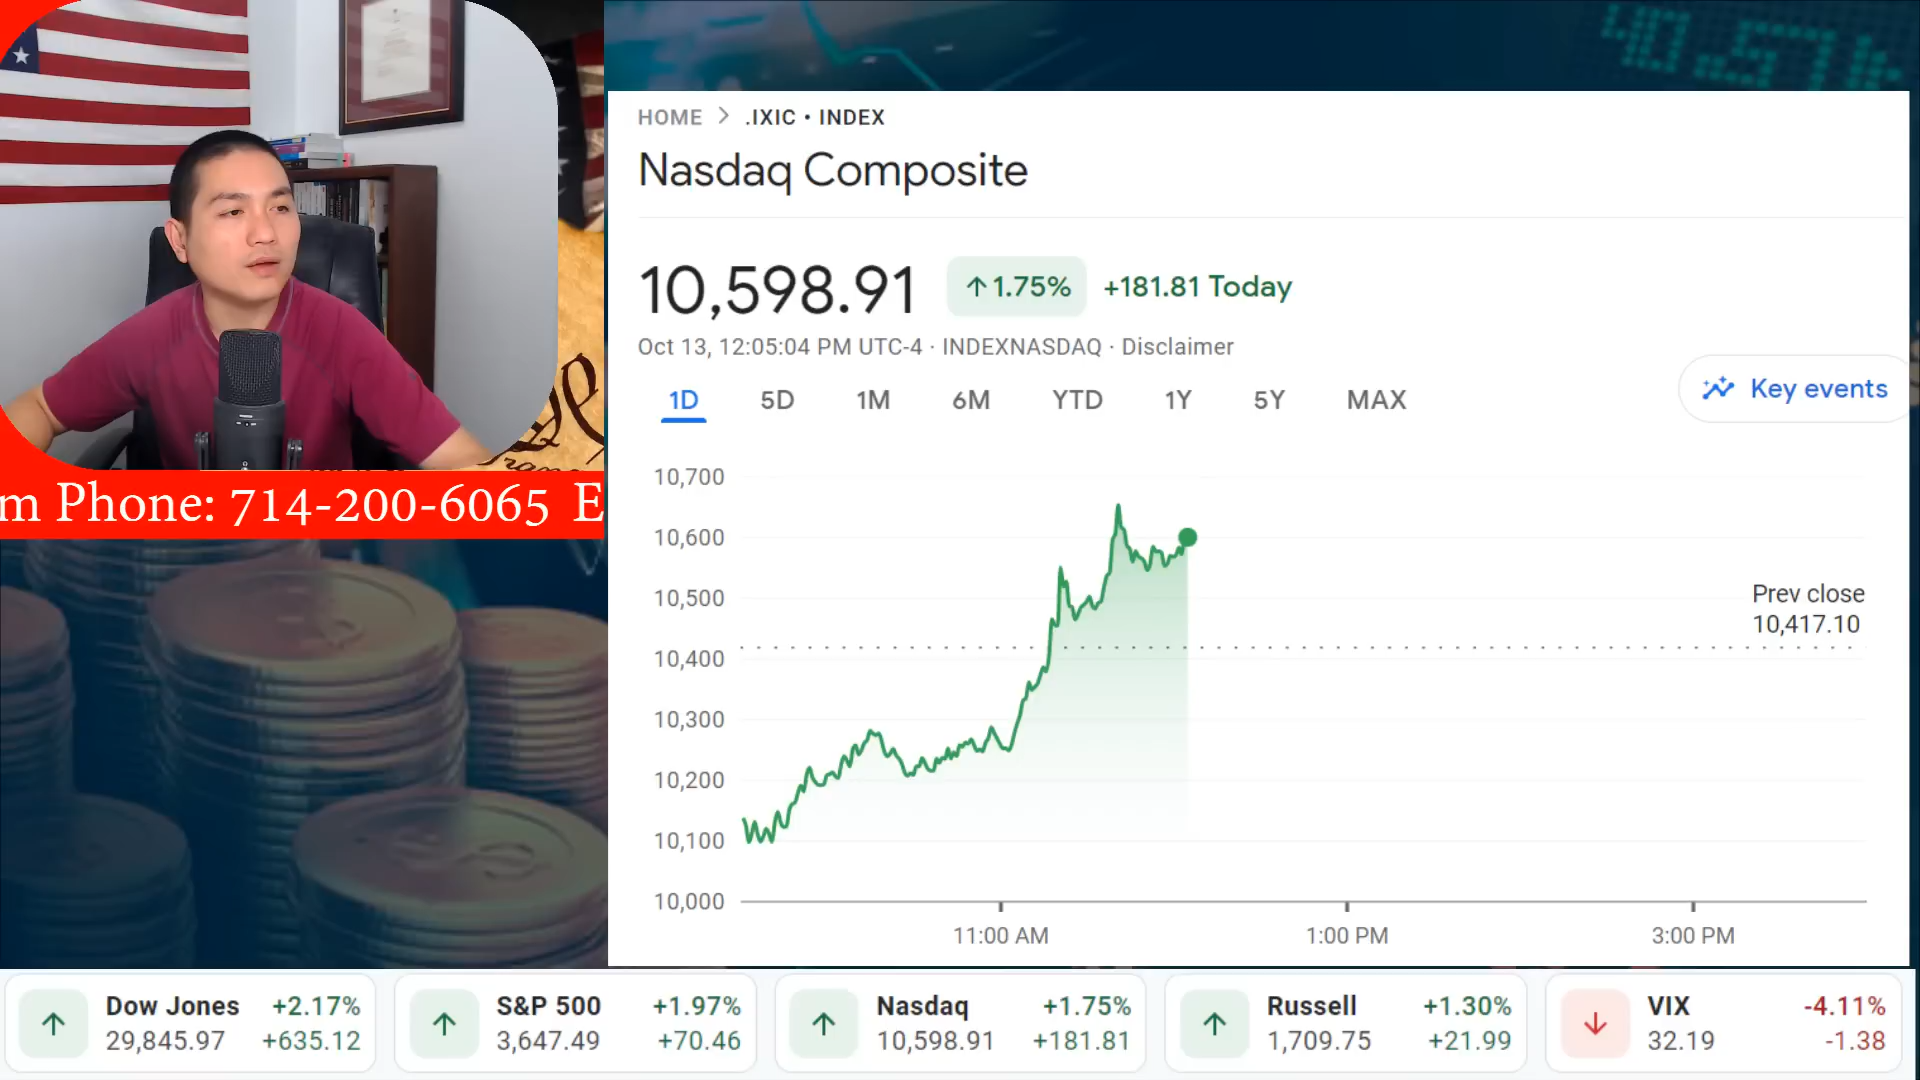 40.57
m Phone: 714-200-6065 E
HOME > .IXIC • INDEX
Nasdaq Composite
10,598.91 ↑ 1.75% +181.81 Today
Oct 13, 12:05:04 PM UTC-4 · INDEXNASDAQ · Disclaimer
1D 5D 1M 6M YTD 1Y 5Y MAX
Key events
10,700
10,600
10,500
10,400
10,300
10,200
10,100
10,000
Prev close
10,417.10
11:00 AM 1:00 PM 3:00 PM
Dow Jones +2.17%
29,845.97 +635.12
S&P 500 +1.97%
3,647.49 +70.46
Nasdaq +1.75%
10,598.91 +181.81
Russell +1.30%
1,709.75 +21.99
VIX -4.11%
32.19 -1.38